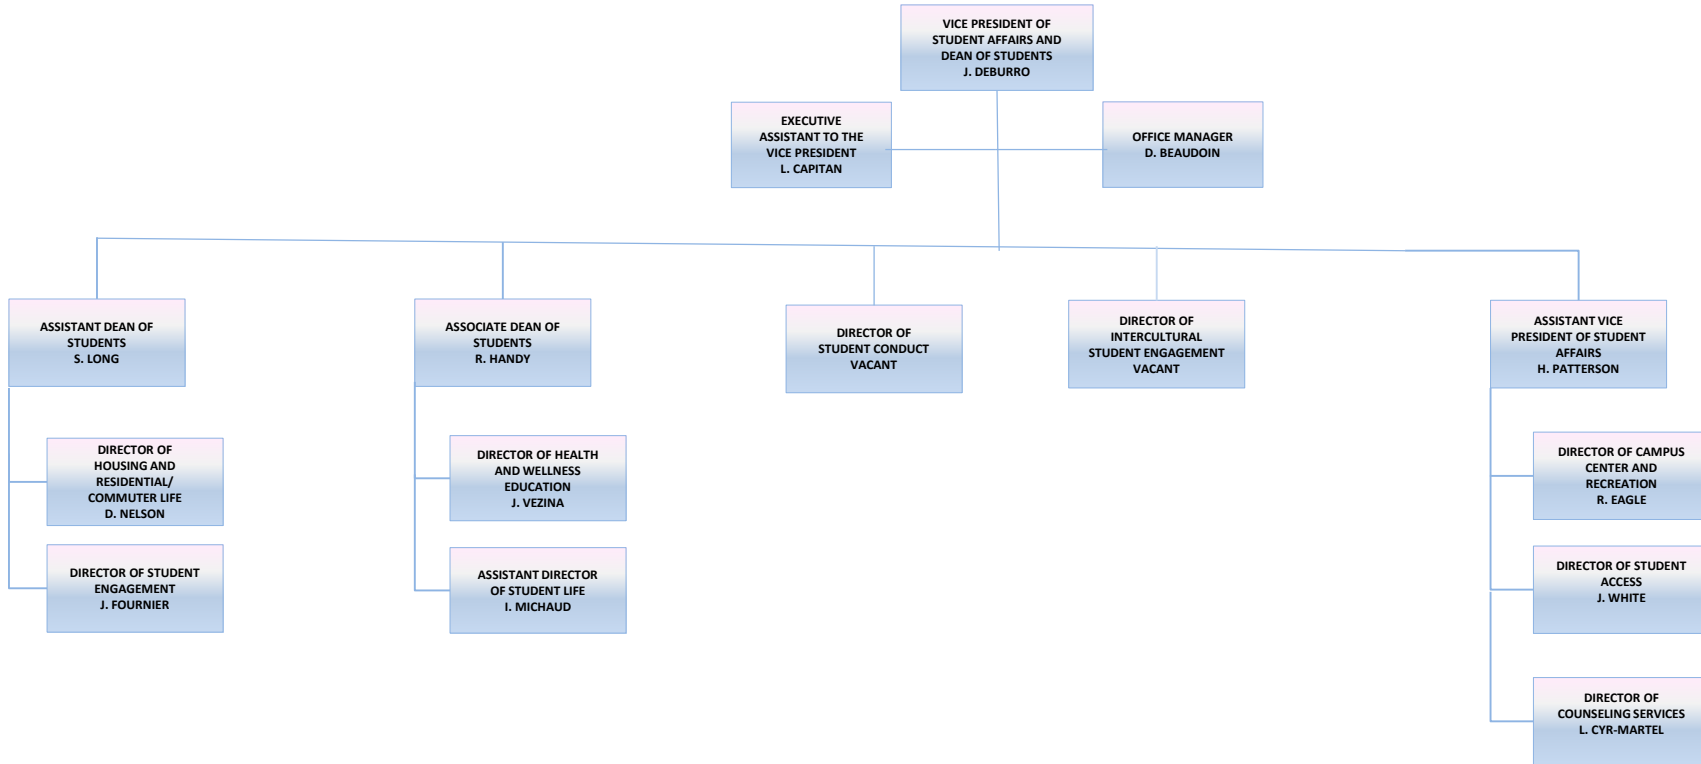 VICE PRESIDENT OF
STUDENT AFFAIRS AND
DEAN OF STUDENTS
J. DEBURRO
EXECUTIVE
ASSISTANT TO THE
VICE PRESIDENT
L. CAPITAN
OFFICE MANAGER
D. BEAUDOIN
ASSISTANT DEAN OF
STUDENTS
S. LONG
ASSOCIATE DEAN OF
STUDENTS
R. HANDY
DIRECTOR OF
STUDENT CONDUCT
VACANT
DIRECTOR OF
INTERCULTURAL
STUDENT ENGAGEMENT
VACANT
ASSISTANT VICE
PRESIDENT OF STUDENT
AFFAIRS
H. PATTERSON
DIRECTOR OF
HOUSING AND
RESIDENTIAL/
COMMUTER LIFE
D. NELSON
DIRECTOR OF STUDENT
ENGAGEMENT
J. FOURNIER
DIRECTOR OF HEALTH
AND WELLNESS
EDUCATION
J. VEZINA
ASSISTANT DIRECTOR
OF STUDENT LIFE
I. MICHAUD
DIRECTOR OF CAMPUS
CENTER AND
RECREATION
R. EAGLE
DIRECTOR OF STUDENT
ACCESS
J. WHITE
DIRECTOR OF
COUNSELING SERVICES
L. CYR-MARTEL